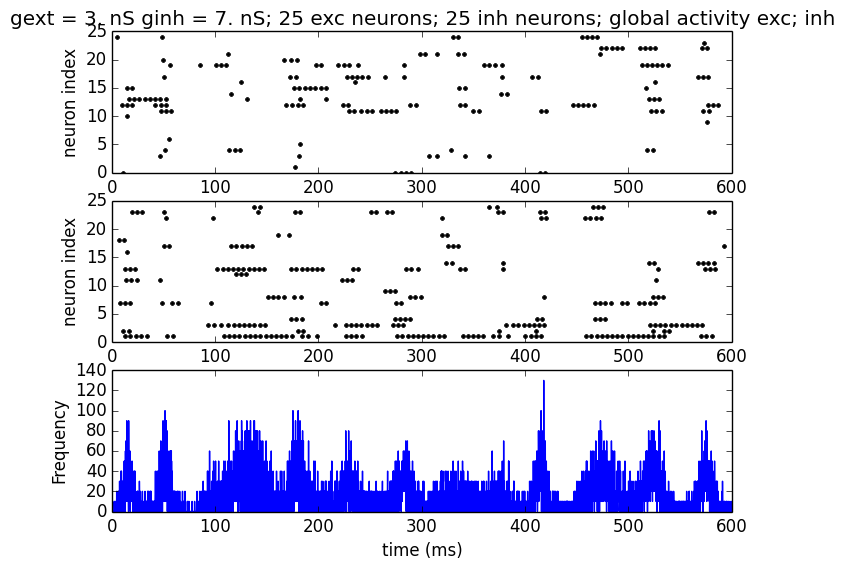 gext = 3. nS ginh = 7. nS; 25 exc neurons; 25 inh neurons; global activity exc; inh
25
20
15
10
5
0
neuron index
0 100 200 300 400 500 600
25
20
15
10
5
0
neuron index
0 100 200 300 400 500 600
140
120
100
80
60
40
20
0
Frequency
0 100 200 300 400 500 600
time (ms)